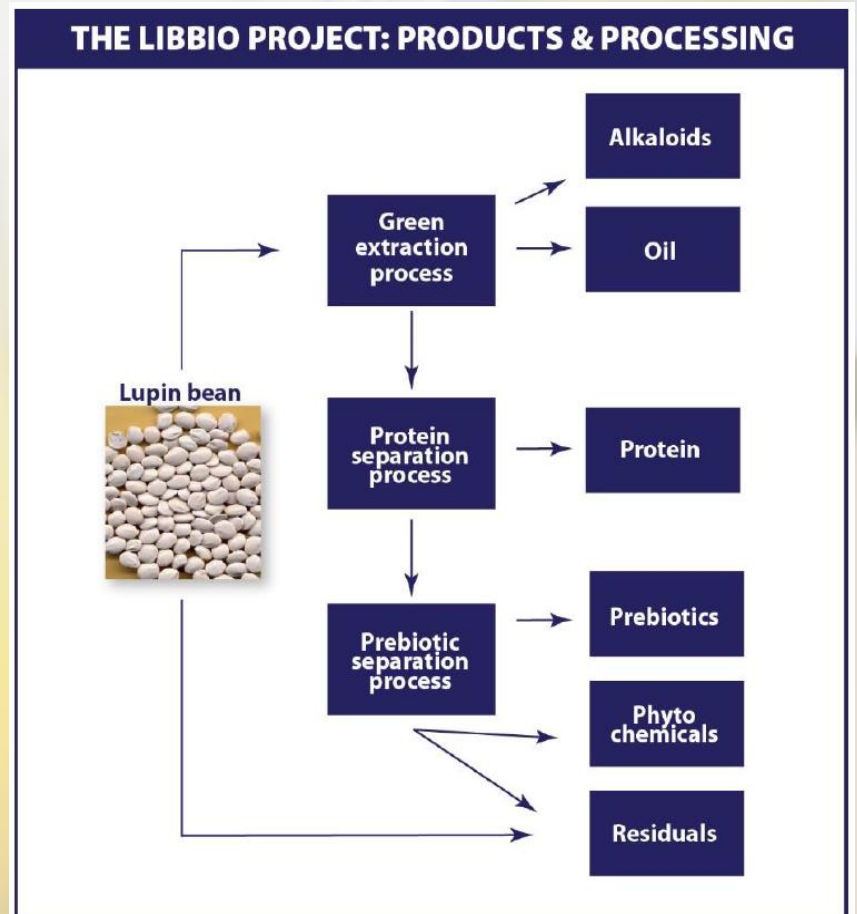 THE LIBBIO PROJECT: PRODUCTS & PROCESSING
Alkaloids
Green
extraction
process
Oil
Lupin bean
Protein
separation
process
Protein
Prebiotic
separation
process
Prebiotics
Phyto
chemicals
Residuals